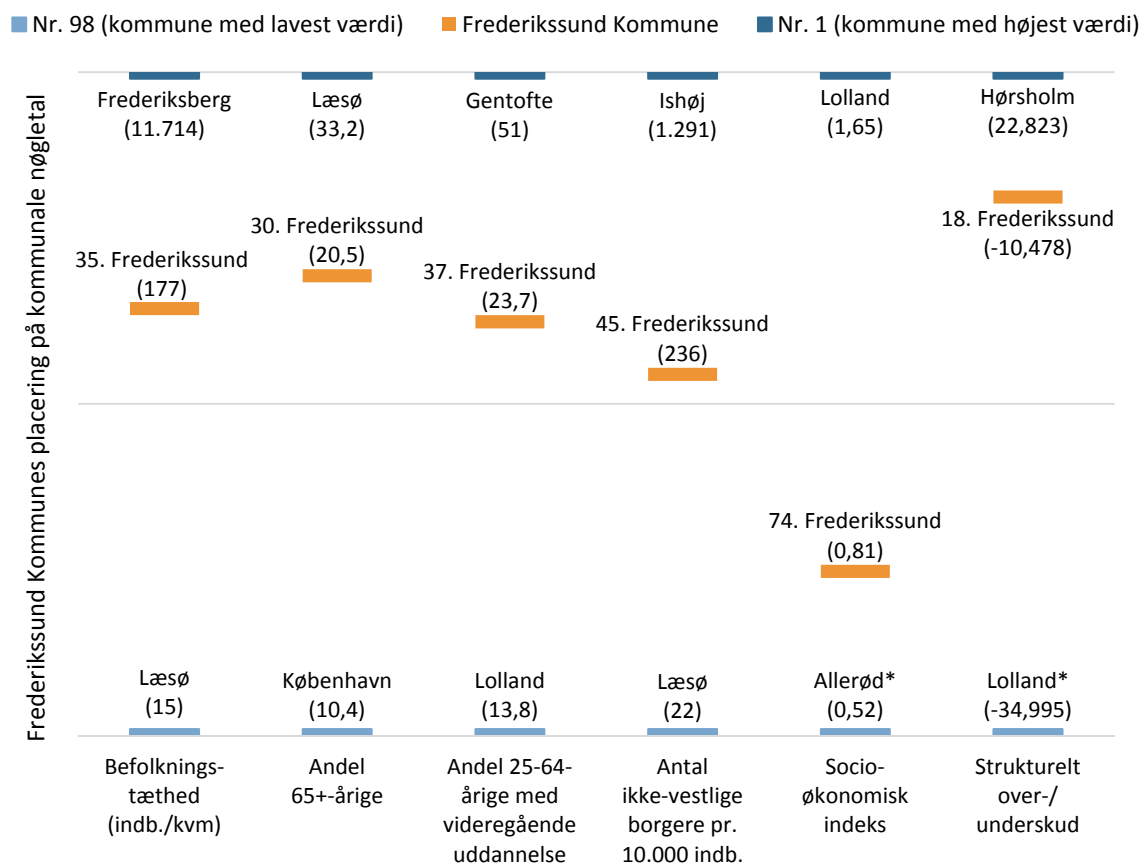 Nr. 98 (kommune med lavest værdi) Frederikssund Kommune Nr. 1 (kommune med højest værdi)
Frederikssund Kommunes placering på kommunale nøgletal
Frederiksberg
(11.714)
Læsø
(33,2)
Gentofte
(51)
Ishøj
(1.291)
Lolland
(1,65)
Hørsholm
(22,823)
35. Frederikssund
(177)
30. Frederikssund
(20,5)
37. Frederikssund
(23,7)
45. Frederikssund
(236)
74. Frederikssund
(0,81)
18. Frederikssund
(-10,478)
Læsø
(15)
København
(10,4)
Lolland
(13,8)
Læsø
(22)
Allerød*
(0,52)
Lolland*
(-34,995)
Befolknings-
tæthed
(indb./kvm)
Andel
65+-årige
Andel 25-64-
årige med
videregående
uddannelse
Antal
ikke-vestlige
borgere pr.
10.000 indb.
Socio-
økonomisk
indeks
Strukturelt
over-/
underskud